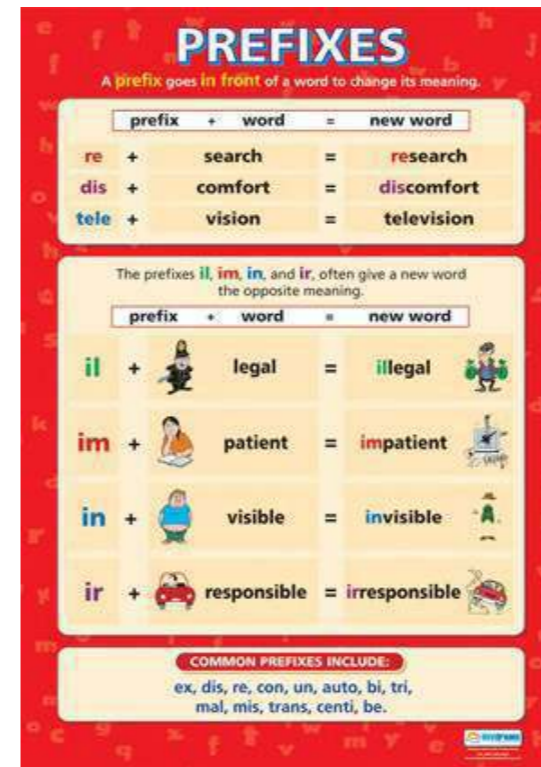 PREFIXES
A prefix goes in front of a word to change its meaning.
prefix + word = new word
re + search = research
dis + comfort = discomfort
tele + vision = television
The prefixes il, im, in, and ir, often give a new word
the opposite meaning.
prefix + word = new word
il + legal = illegal
im + patient = impatient
in + visible = invisible
ir + responsible = irresponsible
COMMON PREFIXES INCLUDE:
ex, dis, re, con, un, auto, bi, tri,
mal, mis, trans, centi, be.